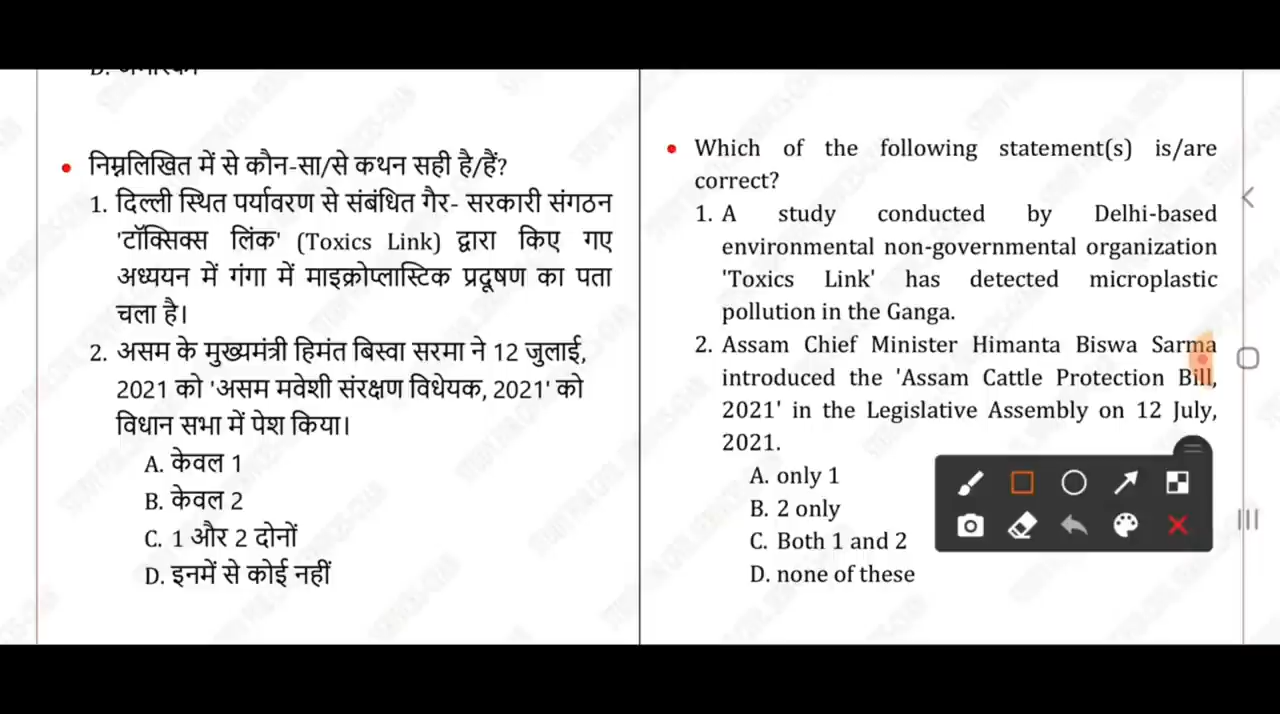 D. अमेरिका
निम्नलिखित में से कौन-सा/से कथन सही है/हैं?
1. दिल्ली स्थित पर्यावरण से संबंधित गैर- सरकारी संगठन
'टॉक्सिक्स लिंक' (Toxics Link) द्वारा किए गए
अध्ययन में गंगा में माइक्रोप्लास्टिक प्रदूषण का पता
चला है।
2. असम के मुख्यमंत्री हिमंत बिस्वा सरमा ने 12 जुलाई,
2021 को 'असम मवेशी संरक्षण विधेयक, 2021' को
विधान सभा में पेश किया।
A. केवल 1
B. केवल 2
C. 1 और 2 दोनों
D. इनमें से कोई नहीं
Which of the following statement(s) is/are
correct?
1. A study conducted by Delhi-based
environmental non-governmental organization
'Toxics Link' has detected microplastic
pollution in the Ganga.
2. Assam Chief Minister Himanta Biswa Sarma
introduced the 'Assam Cattle Protection Bill,
2021' in the Legislative Assembly on 12 July,
2021.
A. only 1
B. 2 only
C. Both 1 and 2
D. none of these